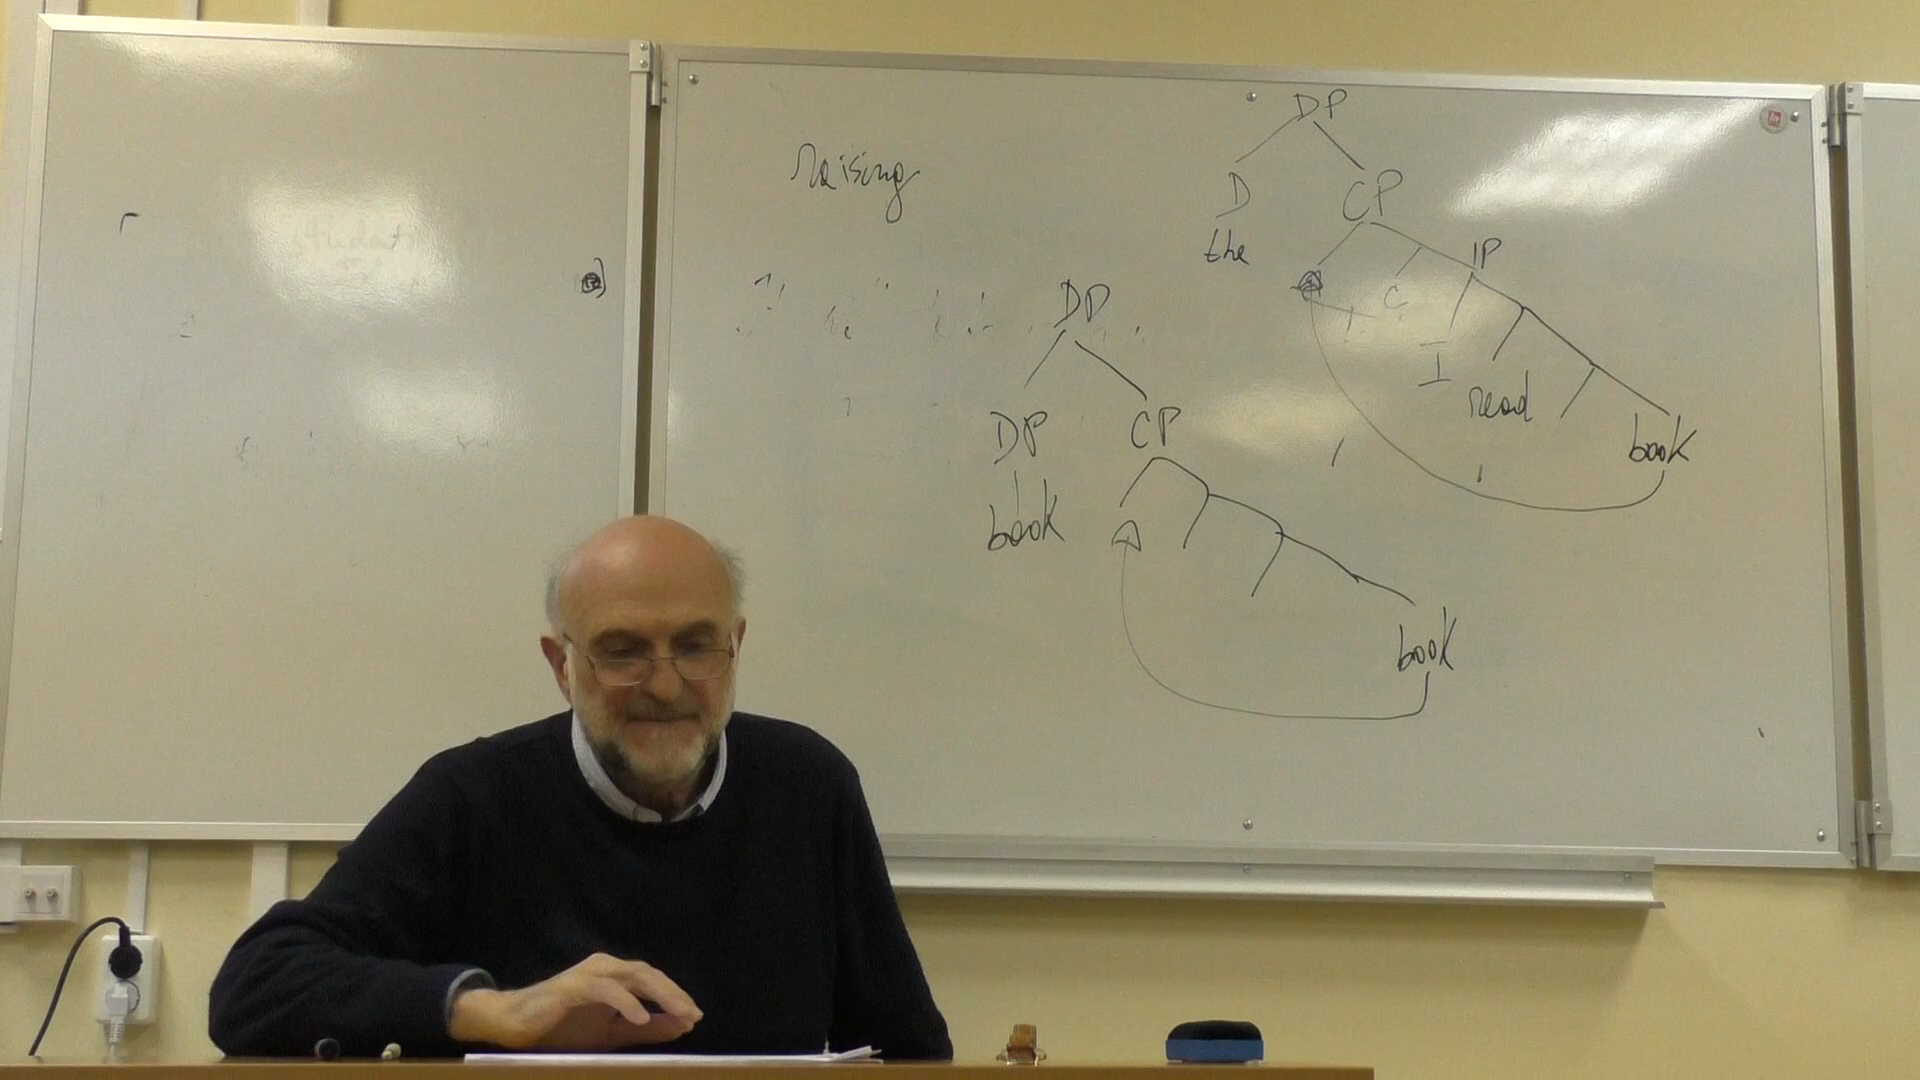 raising
DP
D CP
the
C IP
I read book
DP
DP CP
book
book